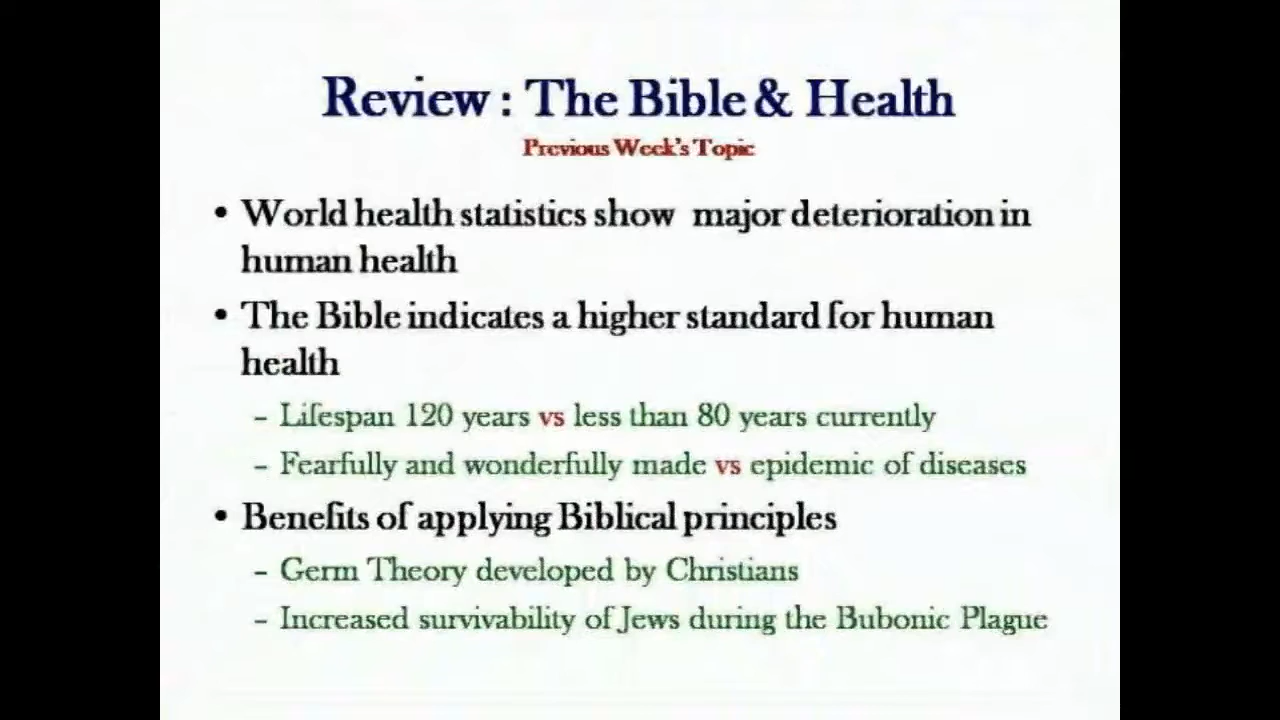 Review : The Bible & Health
Previous Week's Topic
• World health statistics show major deterioration in
human health
• The Bible indicates a higher standard for human
health
– Lifespan 120 years vs less than 80 years currently
– Fearfully and wonderfully made vs epidemic of diseases
• Benefits of applying Biblical principles
– Germ Theory developed by Christians
– Increased survivability of Jews during the Bubonic Plague